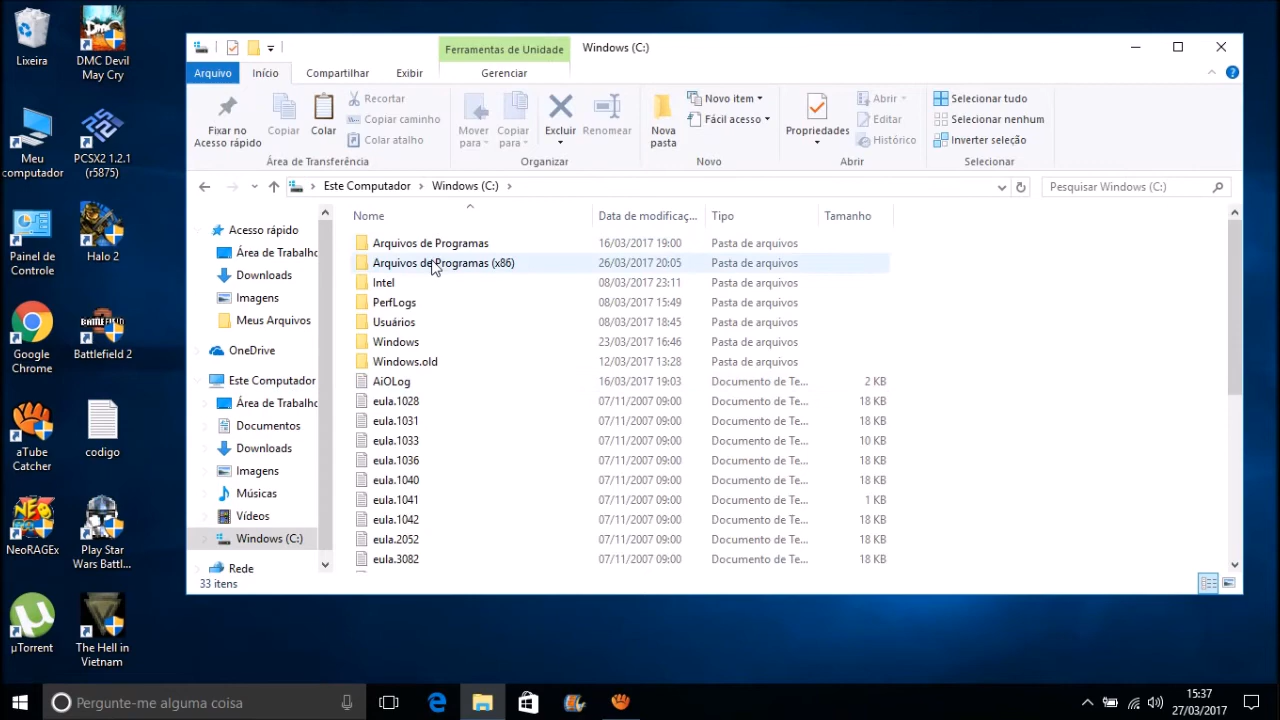 Lixeira
DMC Devil
May Cry
Meu
computador
PCSX2 1.2.1
(r5875)
Painel de
Controle
Halo 2
Google
Chrome
Battlefield 2
aTube
Catcher
codigo
NeoRAGEx
Play Star
Wars Battl...
µTorrent
The Hell in
Vietnam
Ferramentas de Unidade
Windows (C:)
Arquivo
Início
Compartilhar
Exibir
Gerenciar
Fixar no
Acesso rápido
Copiar
Colar
Recortar
Copiar caminho
Colar atalho
Área de Transferência
Mover
para
Copiar
para
Excluir
Renomear
Organizar
Nova
pasta
Novo item
Fácil acesso
Novo
Propriedades
Abrir
Editar
Histórico
Abrir
Selecionar tudo
Selecionar nenhum
Inverter seleção
Selecionar
Este Computador > Windows (C:) >
Pesquisar Windows (C:)
Acesso rápido
Área de Trabalho
Downloads
Imagens
Meus Arquivos
OneDrive
Este Computador
Área de Trabalho
Documentos
Downloads
Imagens
Músicas
Vídeos
Windows (C:)
Rede
Nome Data de modificaç... Tipo Tamanho
Arquivos de Programas 16/03/2017 19:00 Pasta de arquivos
Arquivos de Programas (x86) 26/03/2017 20:05 Pasta de arquivos
Intel 08/03/2017 23:11 Pasta de arquivos
PerfLogs 08/03/2017 15:49 Pasta de arquivos
Usuários 08/03/2017 18:45 Pasta de arquivos
Windows 23/03/2017 16:46 Pasta de arquivos
Windows.old 12/03/2017 13:28 Pasta de arquivos
AiOLog 16/03/2017 19:03 Documento de Te... 2 KB
eula.1028 07/11/2007 09:00 Documento de Te... 18 KB
eula.1031 07/11/2007 09:00 Documento de Te... 18 KB
eula.1033 07/11/2007 09:00 Documento de Te... 10 KB
eula.1036 07/11/2007 09:00 Documento de Te... 18 KB
eula.1040 07/11/2007 09:00 Documento de Te... 18 KB
eula.1041 07/11/2007 09:00 Documento de Te... 1 KB
eula.1042 07/11/2007 09:00 Documento de Te... 18 KB
eula.2052 07/11/2007 09:00 Documento de Te... 18 KB
eula.3082 07/11/2007 09:00 Documento de Te... 18 KB
33 itens
Pergunte-me alguma coisa
15:37
27/03/2017